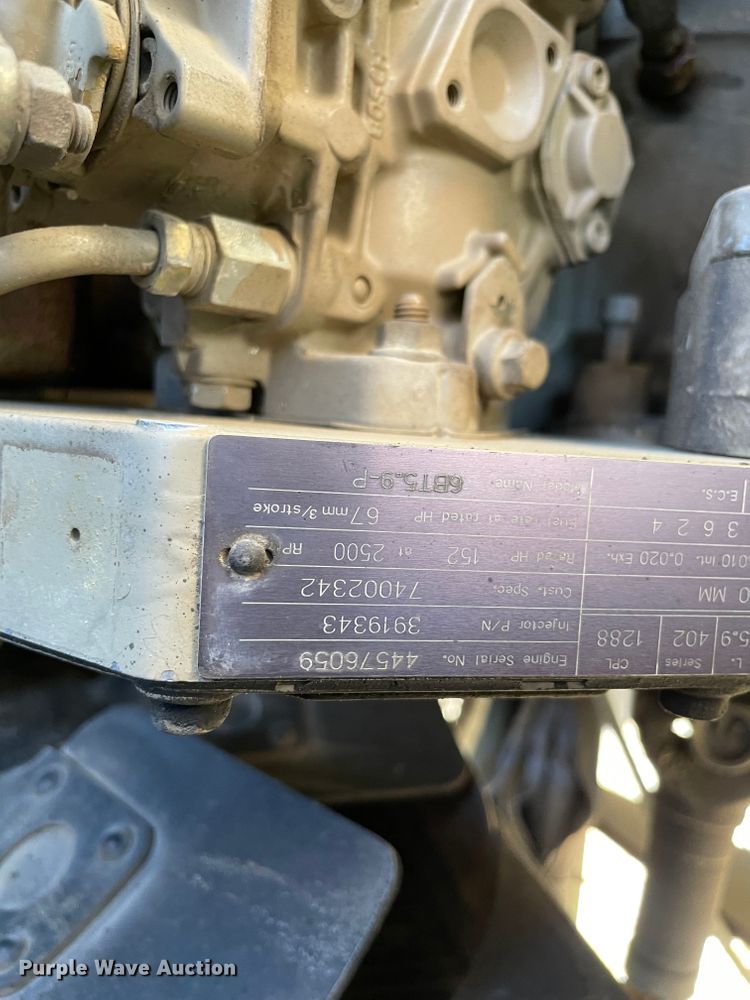 BOSCH
L. Series CPL Engine Serial No. 44576059
5.9 402 1288 Injector P/N 3919343
0 MM Cust. Spec. 74002342
.010 Int. 0.020 Exh. Rated HP 152 at 2500 RP
3 6 2 4 Fuel rate at rated HP 67 mm³/stroke
E.C.S. Model Name 6BT5.9-P
Purple Wave Auction